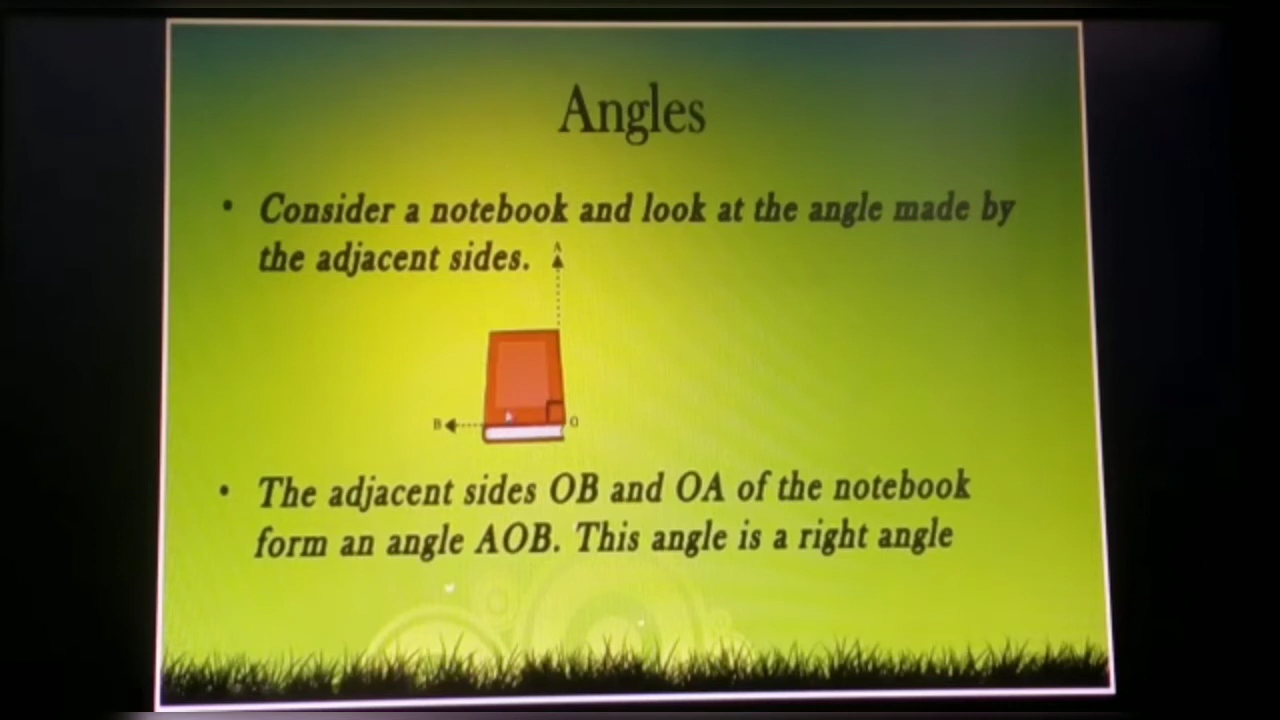 Angles
• Consider a notebook and look at the angle made by
the adjacent sides.
A
B
O
• The adjacent sides OB and OA of the notebook
form an angle AOB. This angle is a right angle